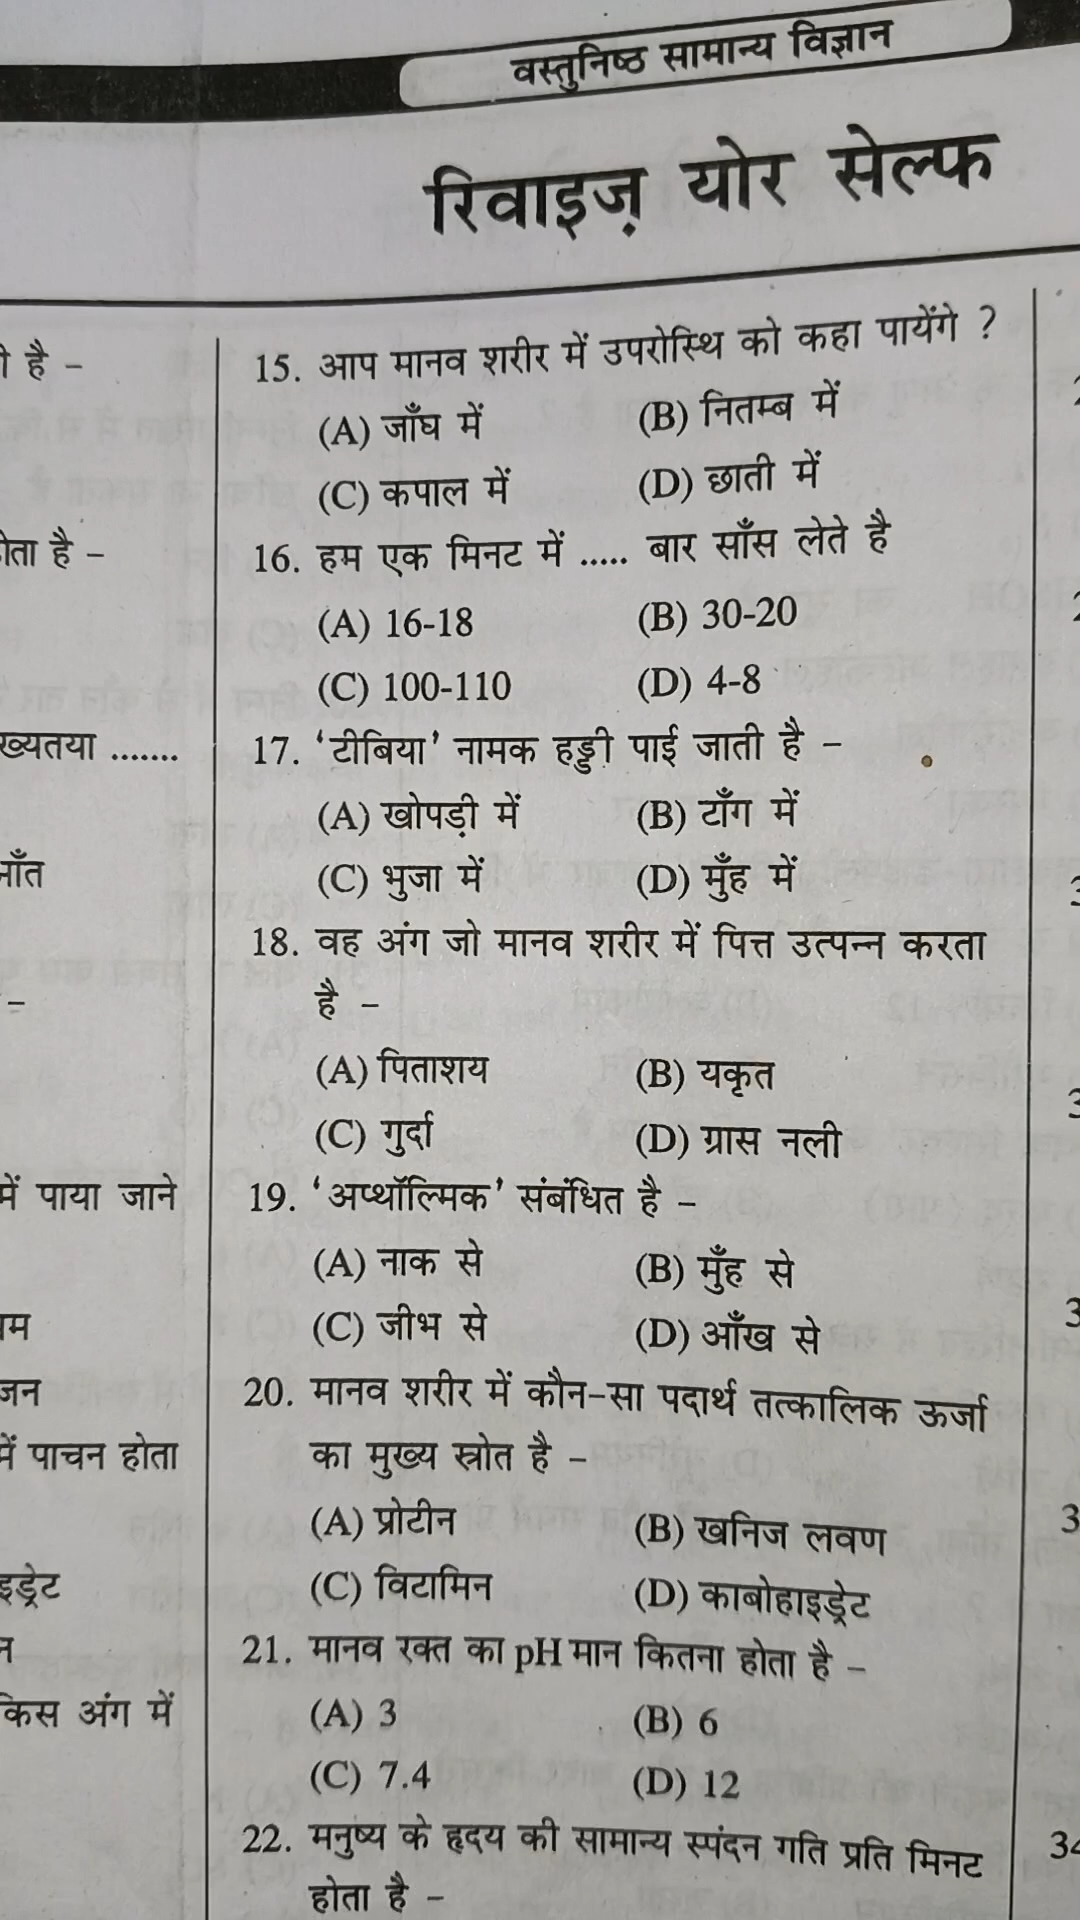 वस्तुनिष्ठ सामान्य विज्ञान
रिवाइज़ योर सेल्फ
है -
है -
.......
में पाया जाने
में पाचन होता
किस अंग में
15. आप मानव शरीर में उपरोस्थि को कहा पायेंगे ?
(A) जाँघ में (B) नितम्ब में
(C) कपाल में (D) छाती में
16. हम एक मिनट में ..... बार साँस लेते है
(A) 16-18 (B) 30-20
(C) 100-110 (D) 4-8
17. 'टीबिया' नामक हड्डी पाई जाती है -
(A) खोपड़ी में (B) टाँग में
(C) भुजा में (D) मुँह में
18. वह अंग जो मानव शरीर में पित्त उत्पन्न करता
है -
(A) पिताशय (B) यकृत
(C) गुर्दा (D) ग्रास नली
19. 'अप्थॉल्मिक' संबंधित है -
(A) नाक से (B) मुँह से
(C) जीभ से (D) आँख से
20. मानव शरीर में कौन-सा पदार्थ तत्कालिक ऊर्जा
का मुख्य स्रोत है -
(A) प्रोटीन (B) खनिज लवण
(C) विटामिन (D) काबोहाइड्रेट
21. मानव रक्त का pH मान कितना होता है -
(A) 3 (B) 6
(C) 7.4 (D) 12
22. मनुष्य के हृदय की सामान्य स्पंदन गति प्रति मिनट
होता है -